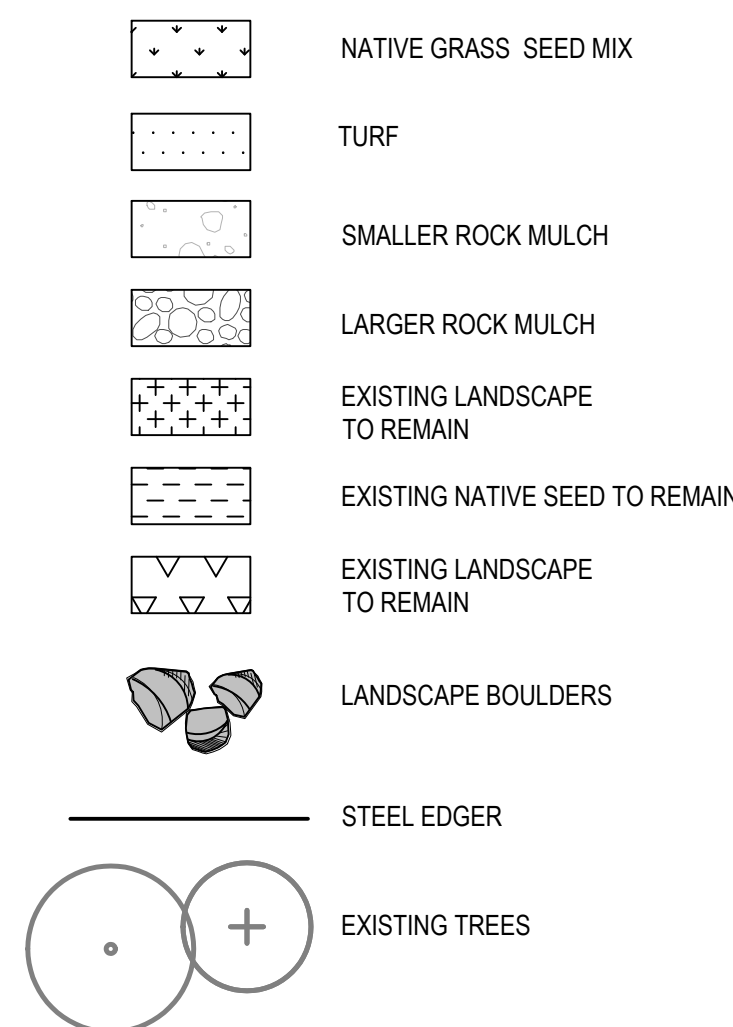 NATIVE GRASS  SEED MIX
TURF
SMALLER ROCK MULCH
LARGER ROCK MULCH
EXISTING LANDSCAPE
TO REMAIN
EXISTING NATIVE SEED TO REMAIN
EXISTING LANDSCAPE
TO REMAIN
LANDSCAPE BOULDERS
STEEL EDGER
EXISTING TREES